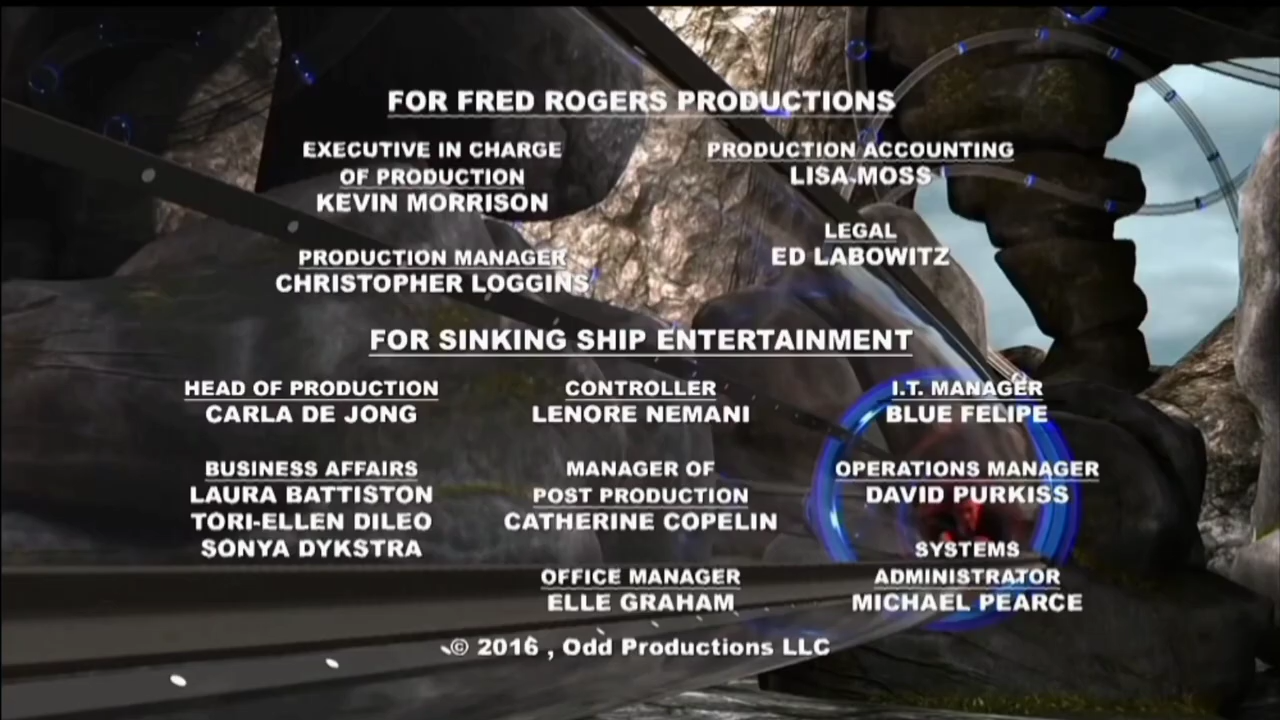 FOR FRED ROGERS PRODUCTIONS
EXECUTIVE IN CHARGE
OF PRODUCTION
KEVIN MORRISON
PRODUCTION MANAGER
CHRISTOPHER LOGGINS
PRODUCTION ACCOUNTING
LISA MOSS
LEGAL
ED LABOWITZ
FOR SINKING SHIP ENTERTAINMENT
HEAD OF PRODUCTION
CARLA DE JONG
BUSINESS AFFAIRS
LAURA BATTISTON
TORI-ELLEN DILEO
SONYA DYKSTRA
CONTROLLER
LENORE NEMANI
MANAGER OF
POST PRODUCTION
CATHERINE COPELIN
OFFICE MANAGER
ELLE GRAHAM
I.T. MANAGER
BLUE FELIPE
OPERATIONS MANAGER
DAVID PURKISS
SYSTEMS
ADMINISTRATOR
MICHAEL PEARCE
© 2016 , Odd Productions LLC